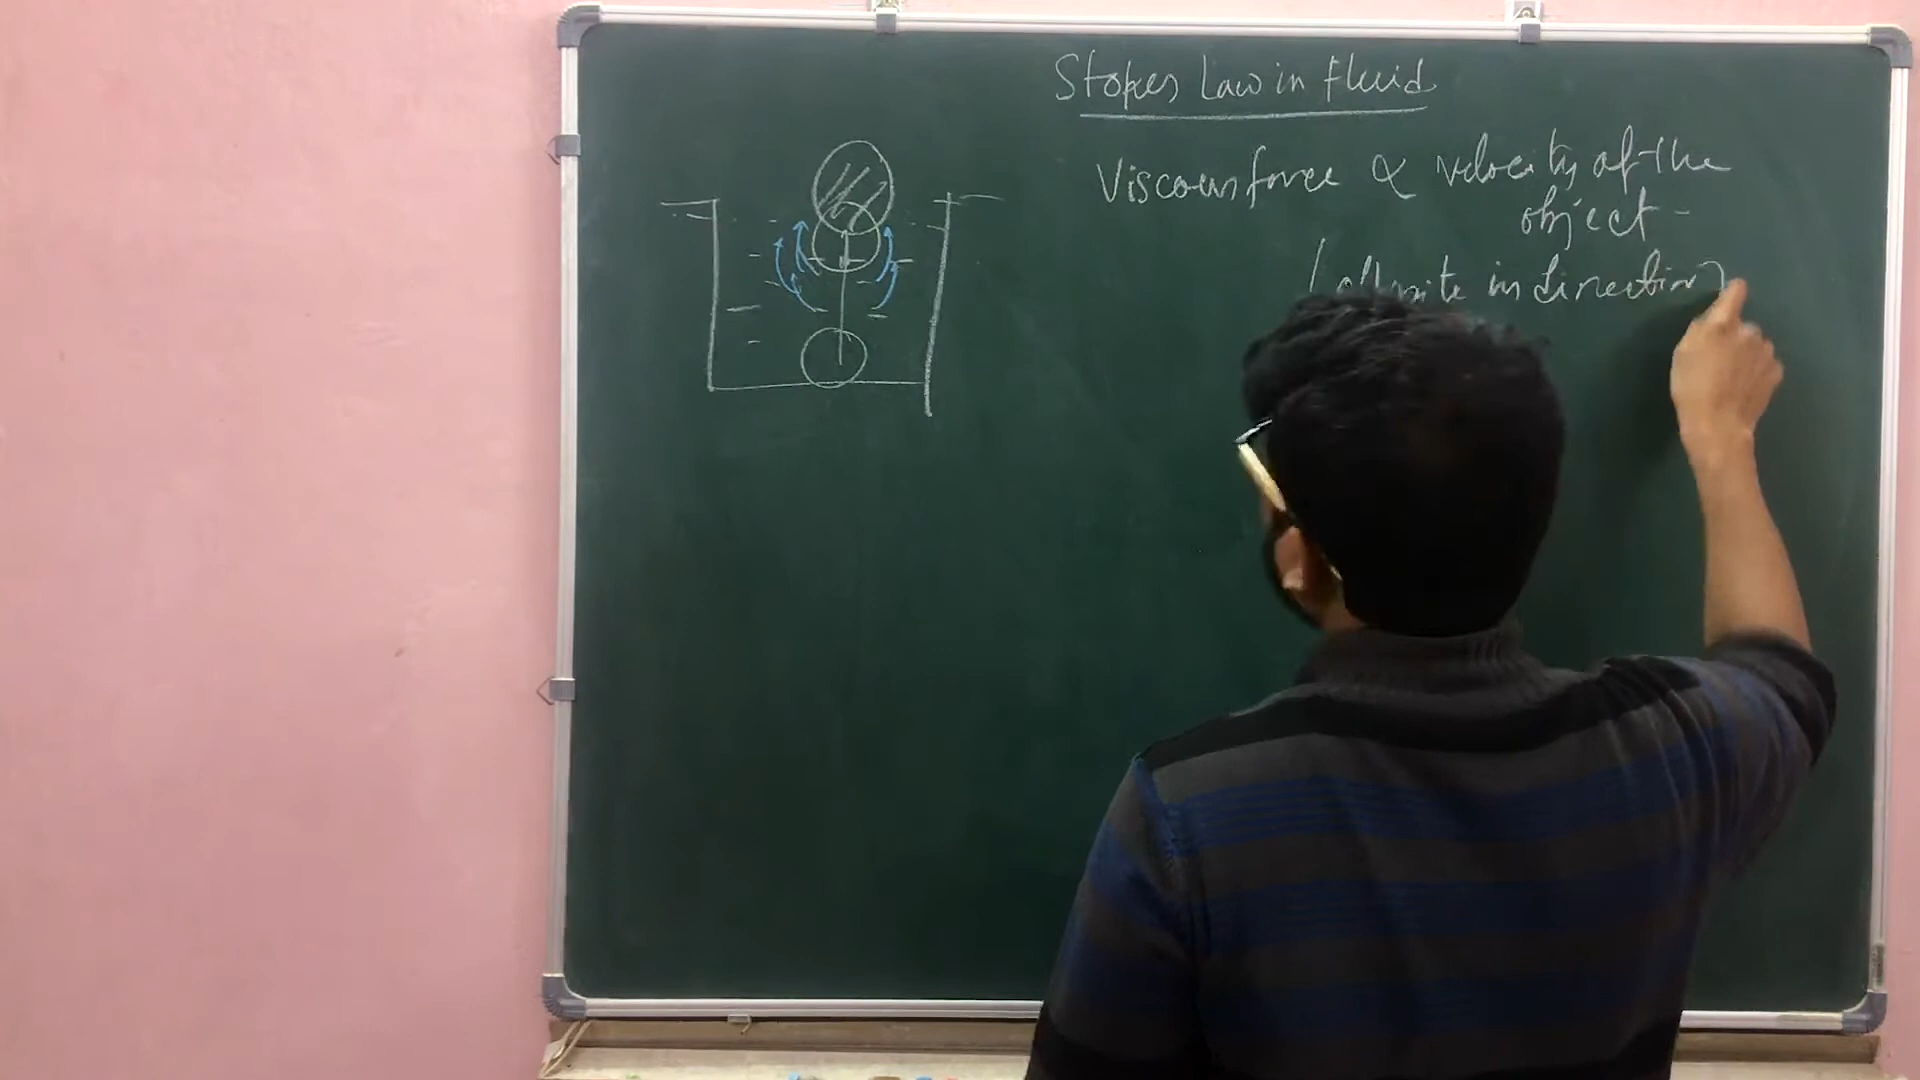 Stokes Law in fluid
Viscous force ∝ velocity of the
object -
(opposite in direction)